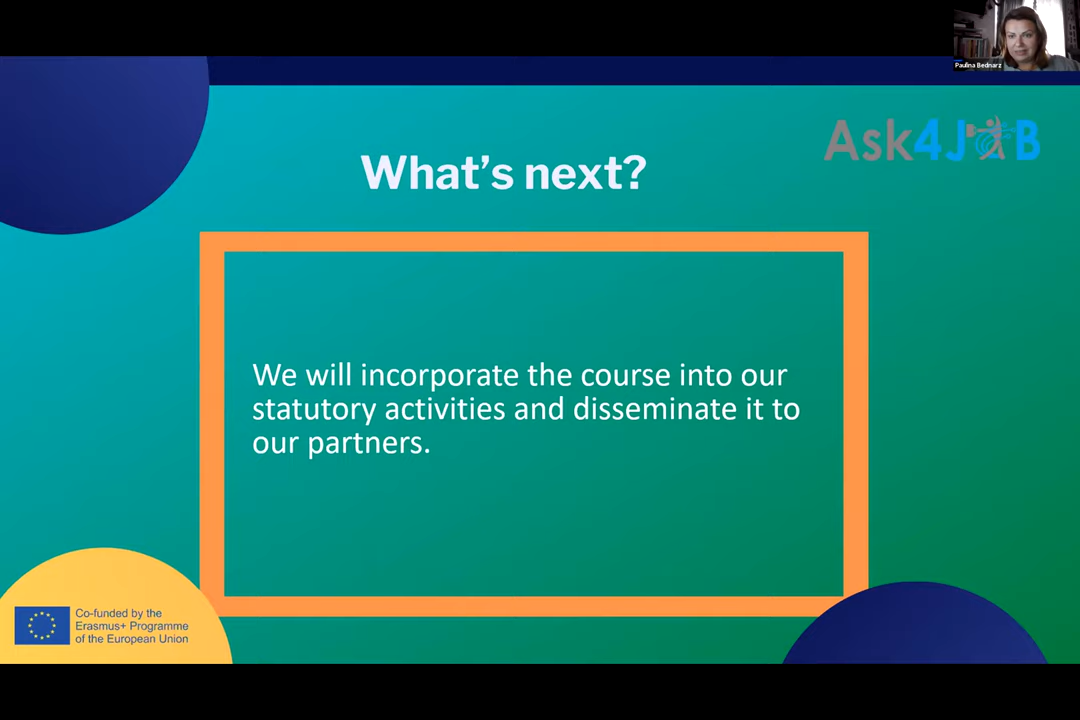 Paulina Bednarz
Ask4JOB
What's next?
We will incorporate the course into our
statutory activities and disseminate it to
our partners.
Co-funded by the
Erasmus+ Programme
of the European Union